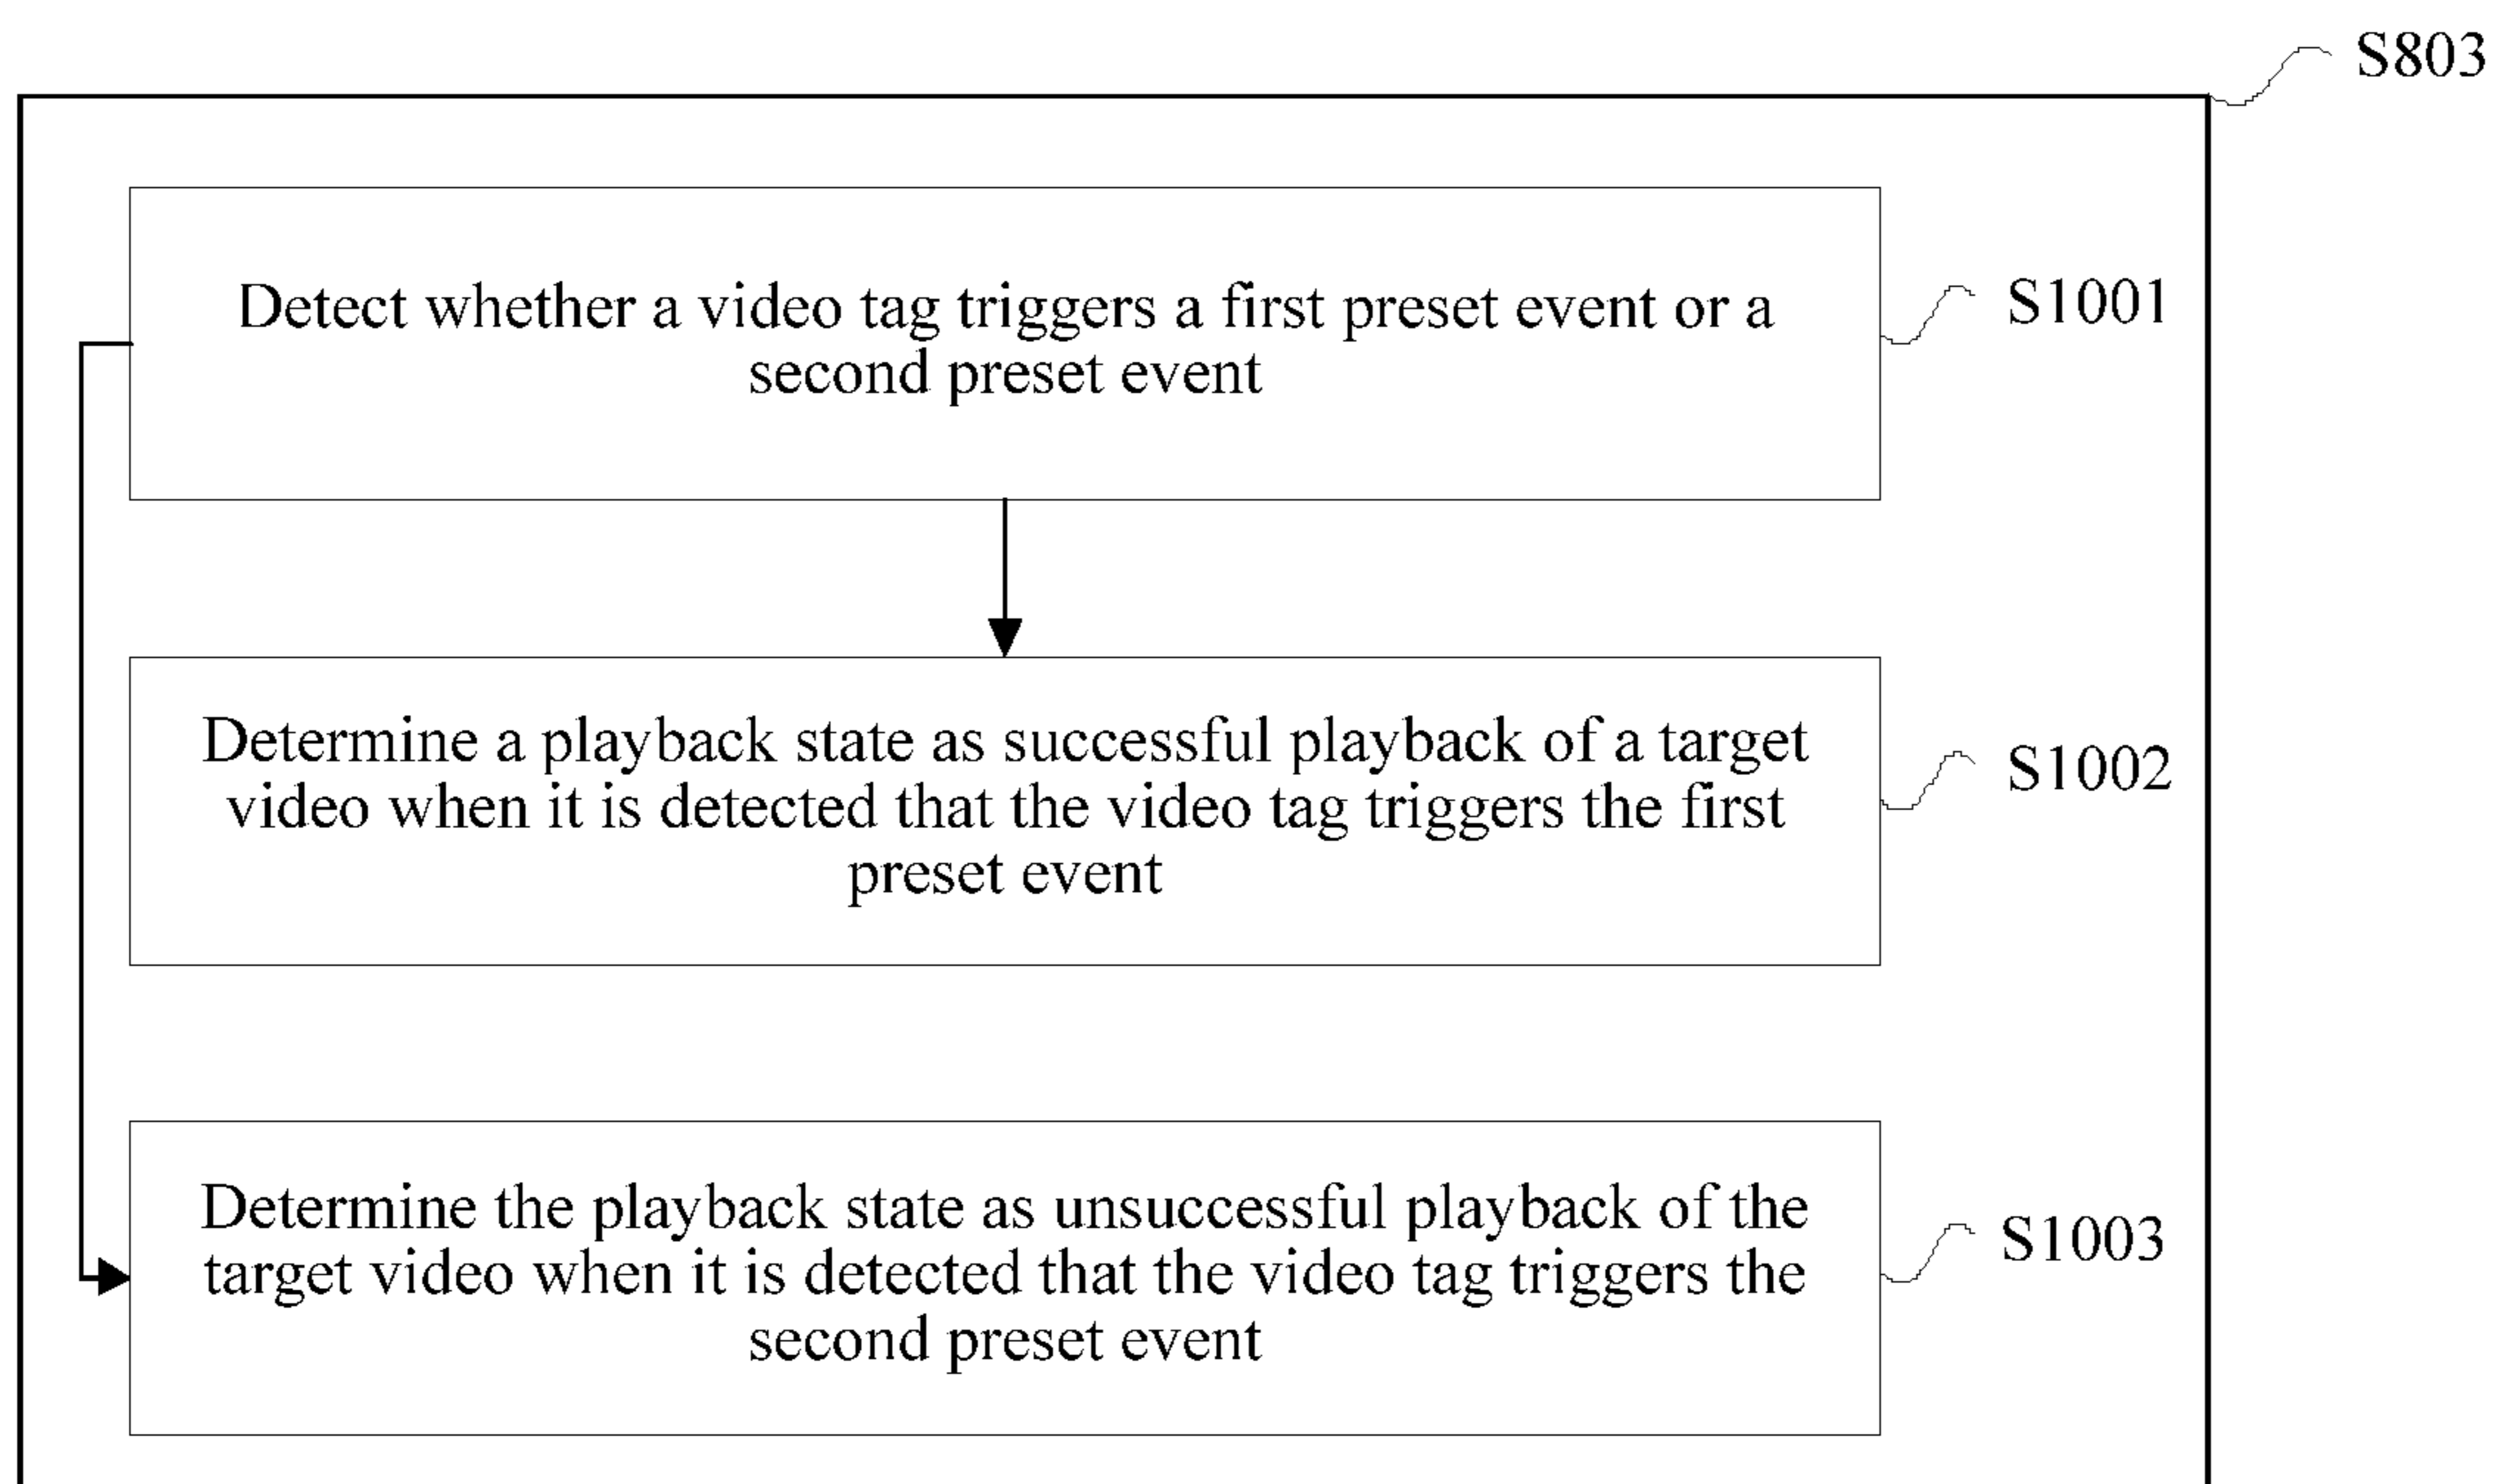 S803
Detect whether a video tag triggers a first preset event or a
second preset event
S1001
Determine a playback state as successful playback of a target
video when it is detected that the video tag triggers the first
preset event
S1002
Determine the playback state as unsuccessful playback of the
target video when it is detected that the video tag triggers the
second preset event
S1003